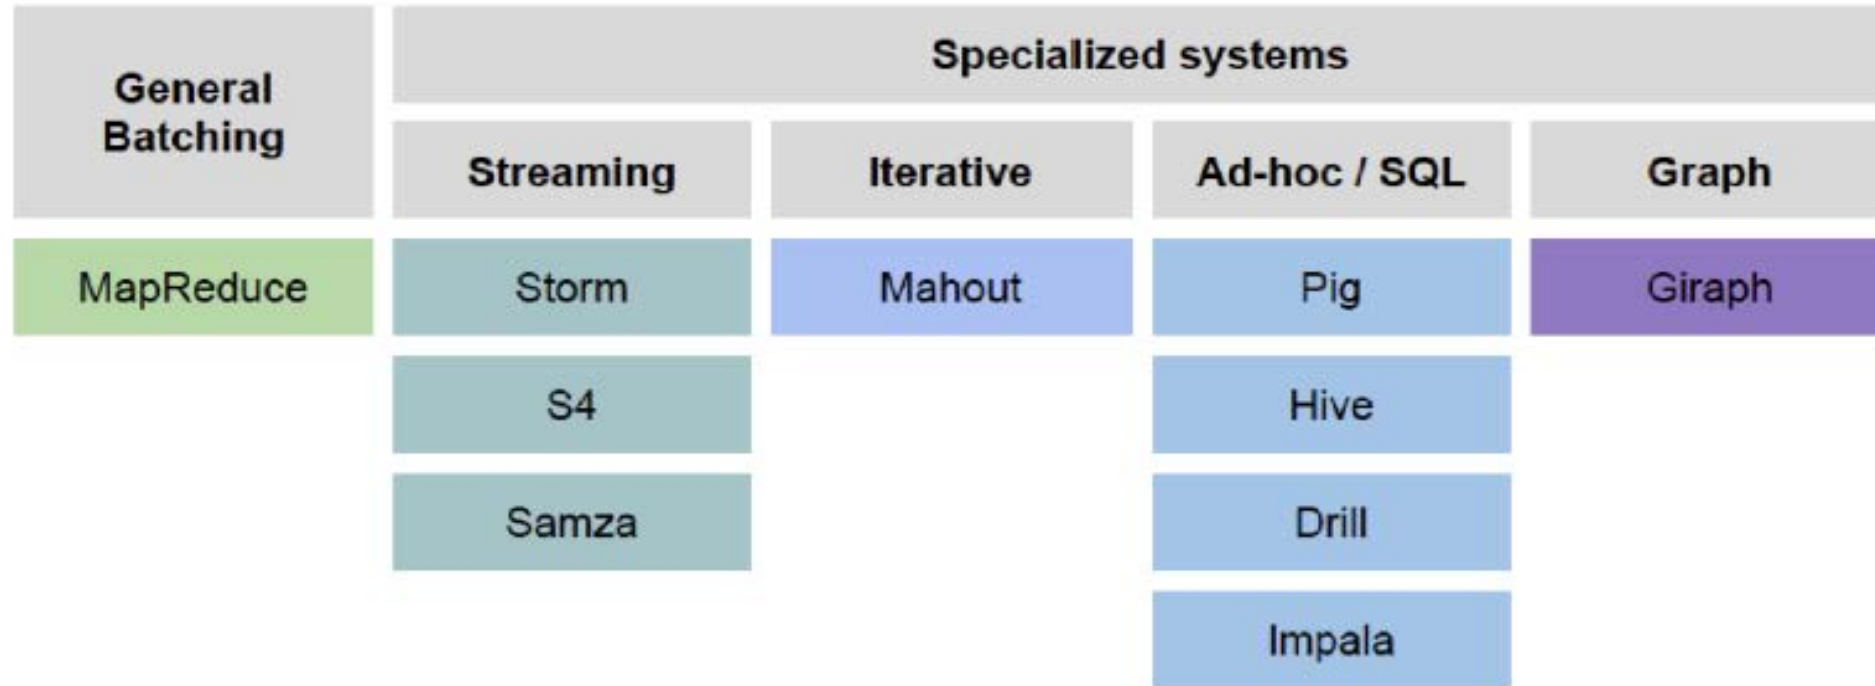 General
Batching
Specialized systems
Streaming
Iterative
Ad-hoc / SQL
Graph
MapReduce
Storm
Mahout
Pig
Giraph
S4
Hive
Samza
Drill
Impala